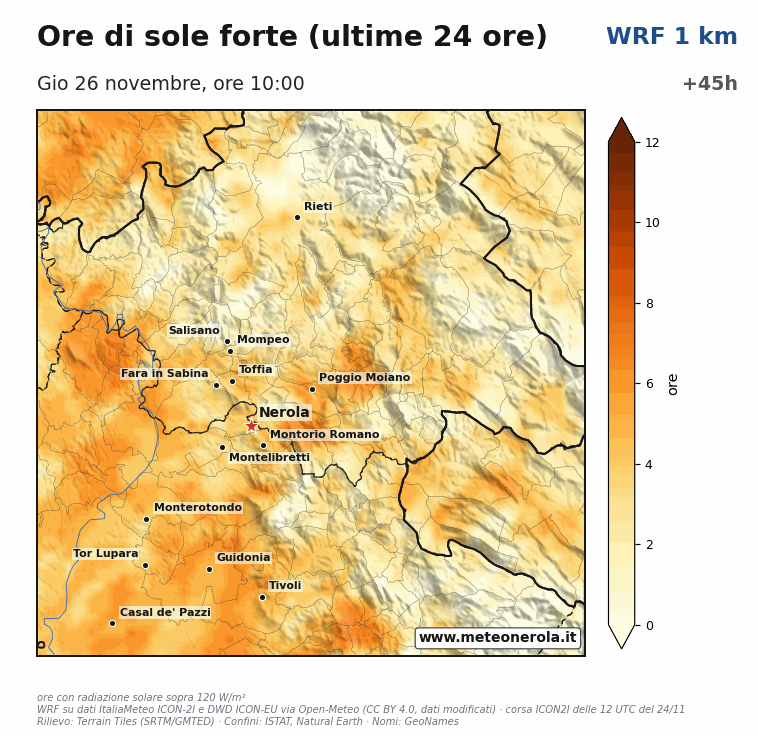 Ore di sole forte (ultime 24 ore)
WRF 1 km
Gio 26 novembre, ore 10:00
+45h
Rieti
Salisano
Mompeo
Fara in Sabina
Toffia
Poggio Moiano
Nerola
Montorio Romano
Montelibretti
Monterotondo
Tor Lupara
Guidonia
Tivoli
Casal de' Pazzi
www.meteonerola.it
12
10
8
6
4
2
0
ore
ore con radiazione solare sopra 120 W/m²
WRF su dati ItaliaMeteo ICON-2I e DWD ICON-EU via Open-Meteo (CC BY 4.0, dati modificati) · corsa ICON2I delle 12 UTC del 24/11
Rilievo: Terrain Tiles (SRTM/GMTED) · Confini: ISTAT, Natural Earth · Nomi: GeoNames